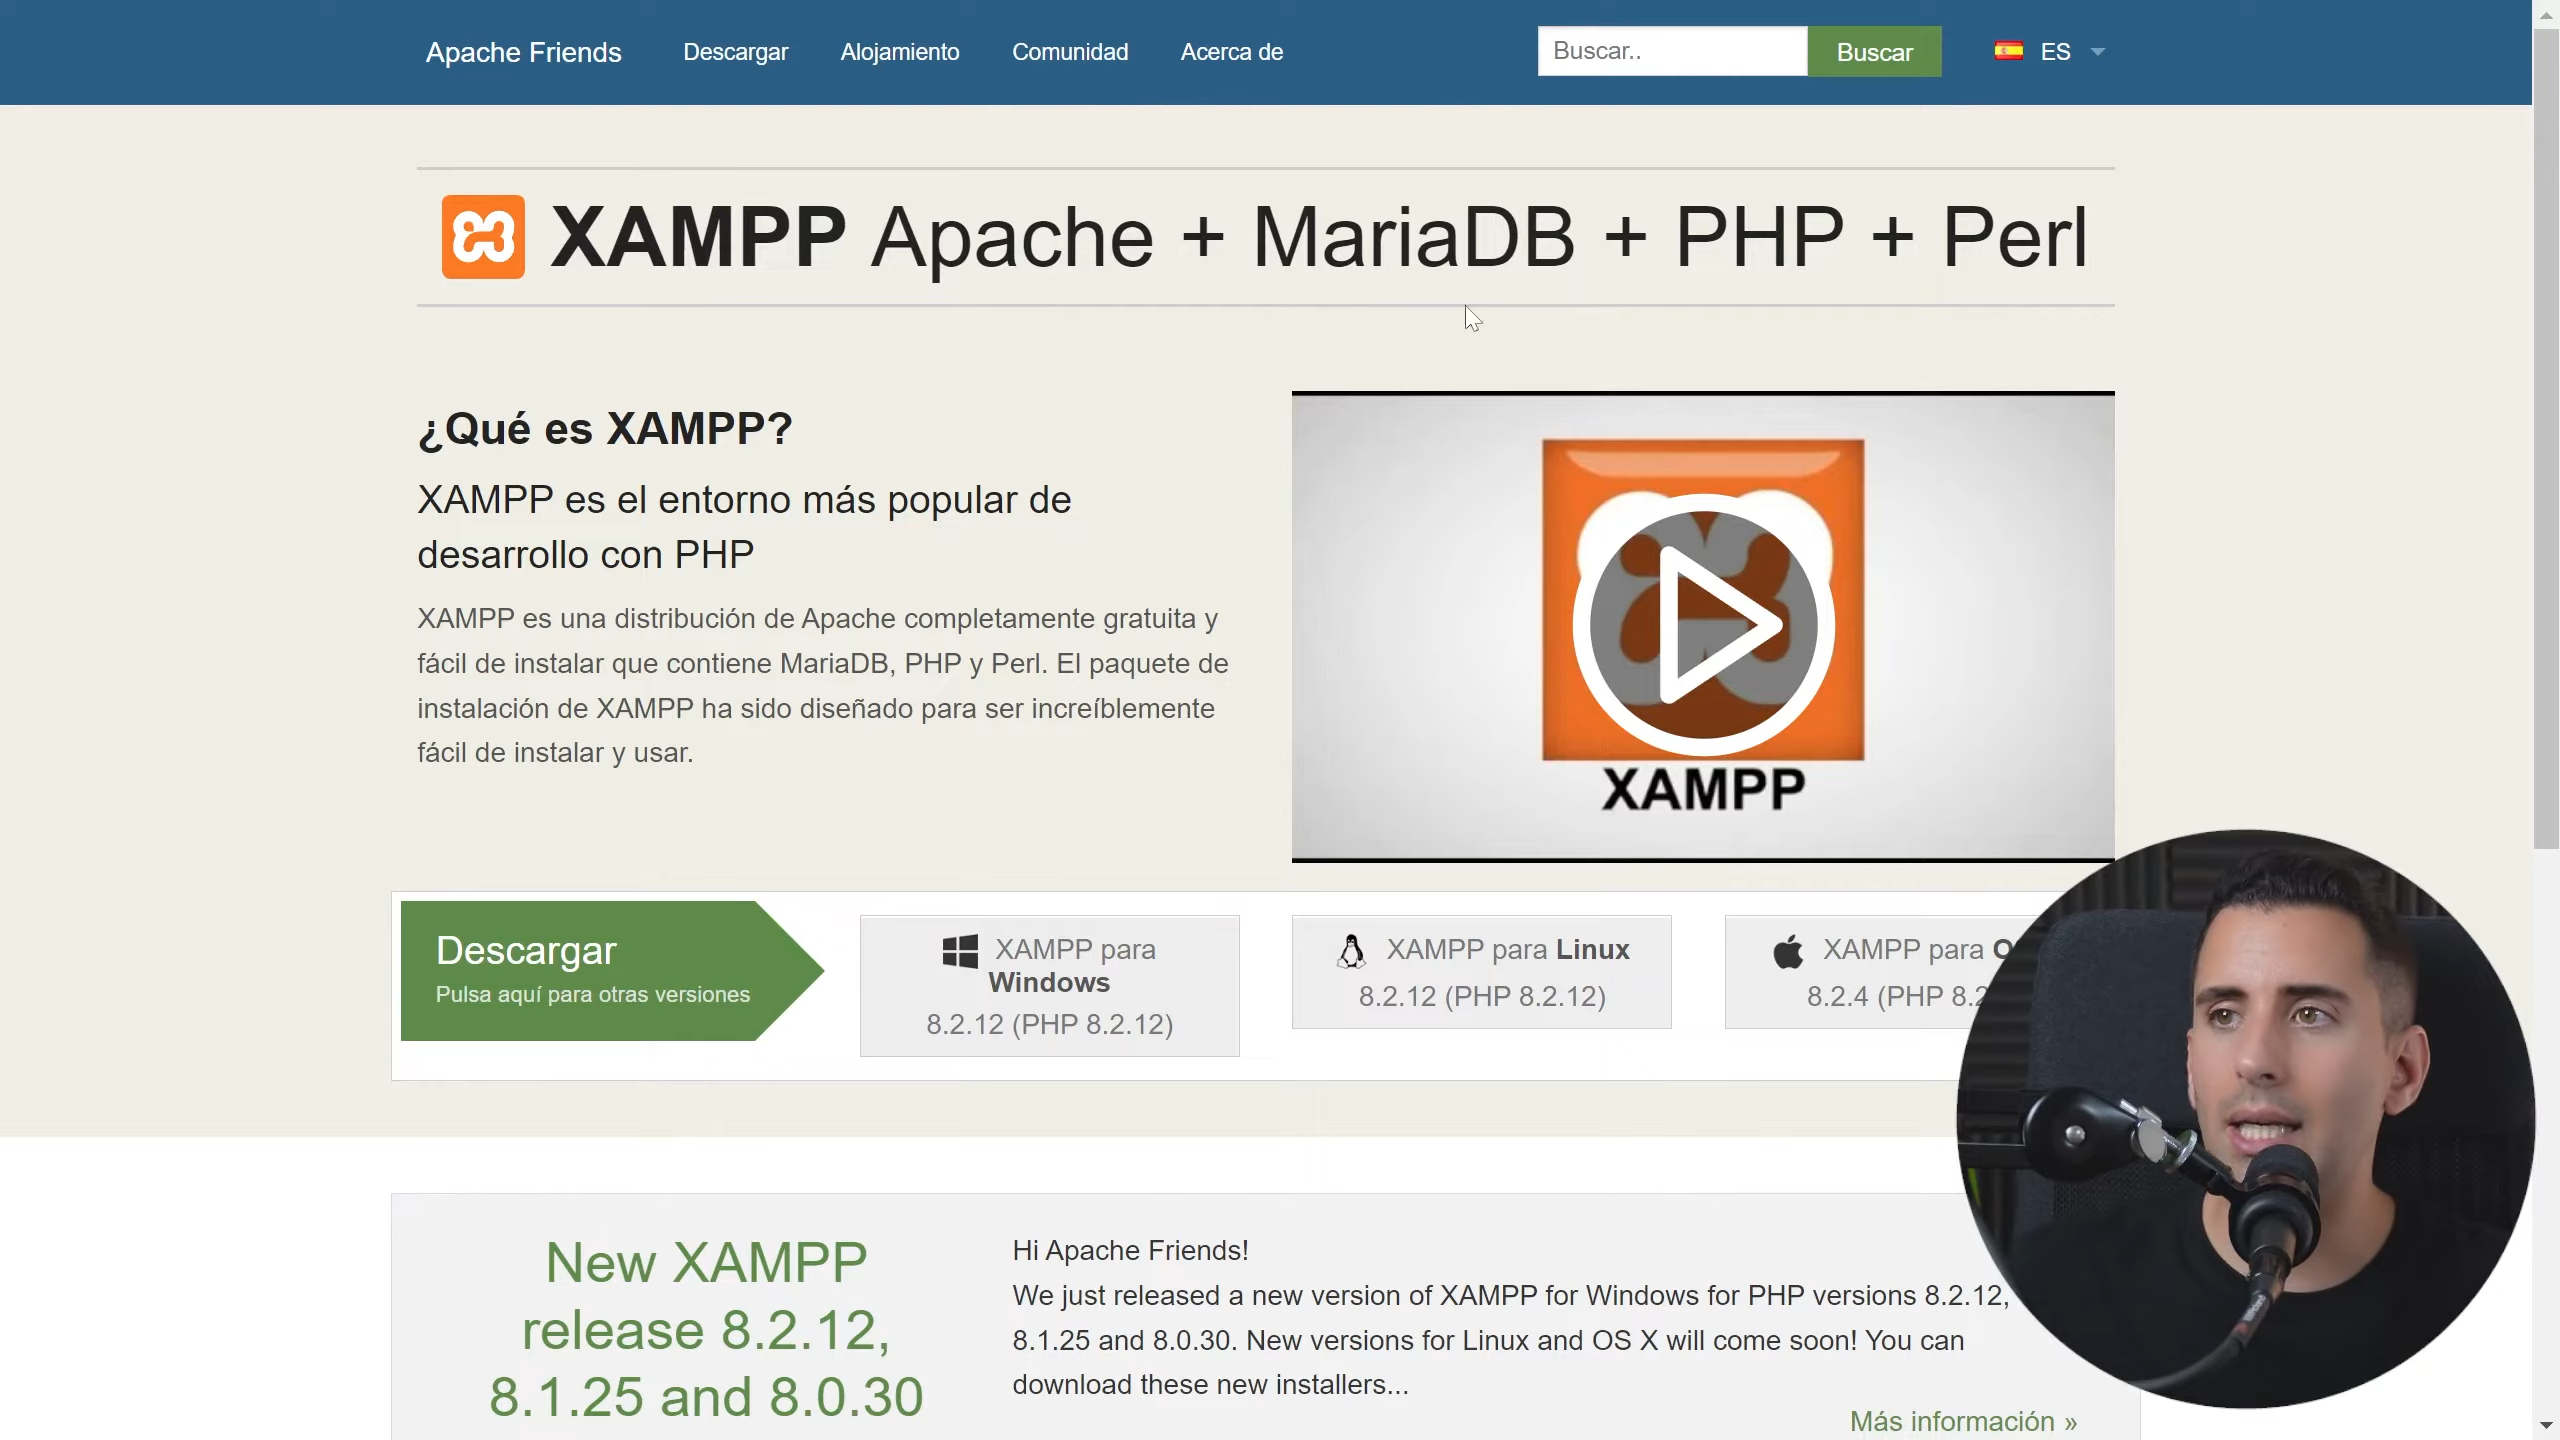 Apache Friends Descargar Alojamiento Comunidad Acerca de Buscar.. Buscar ES
XAMPP Apache + MariaDB + PHP + Perl
¿Qué es XAMPP?
XAMPP es el entorno más popular de
desarrollo con PHP
XAMPP es una distribución de Apache completamente gratuita y
fácil de instalar que contiene MariaDB, PHP y Perl. El paquete de
instalación de XAMPP ha sido diseñado para ser increíblemente
fácil de instalar y usar.
XAMPP
Descargar
Pulsa aquí para otras versiones
XAMPP para
Windows
8.2.12 (PHP 8.2.12)
XAMPP para Linux
8.2.12 (PHP 8.2.12)
XAMPP para
8.2.4 (PHP
New XAMPP
release 8.2.12,
8.1.25 and 8.0.30
Hi Apache Friends!
We just released a new version of XAMPP for Windows for PHP versions 8.2.12,
8.1.25 and 8.0.30. New versions for Linux and OS X will come soon! You can
download these new installers...
Más información »